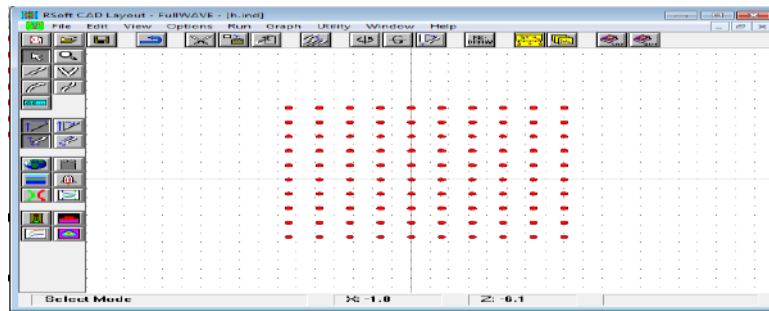 RSoft CAD Layout - FullWAVE - [h.ind]
File Edit View Options Run Graph Utility Window Help
Select Mode X: -1.8 Z: -6.1